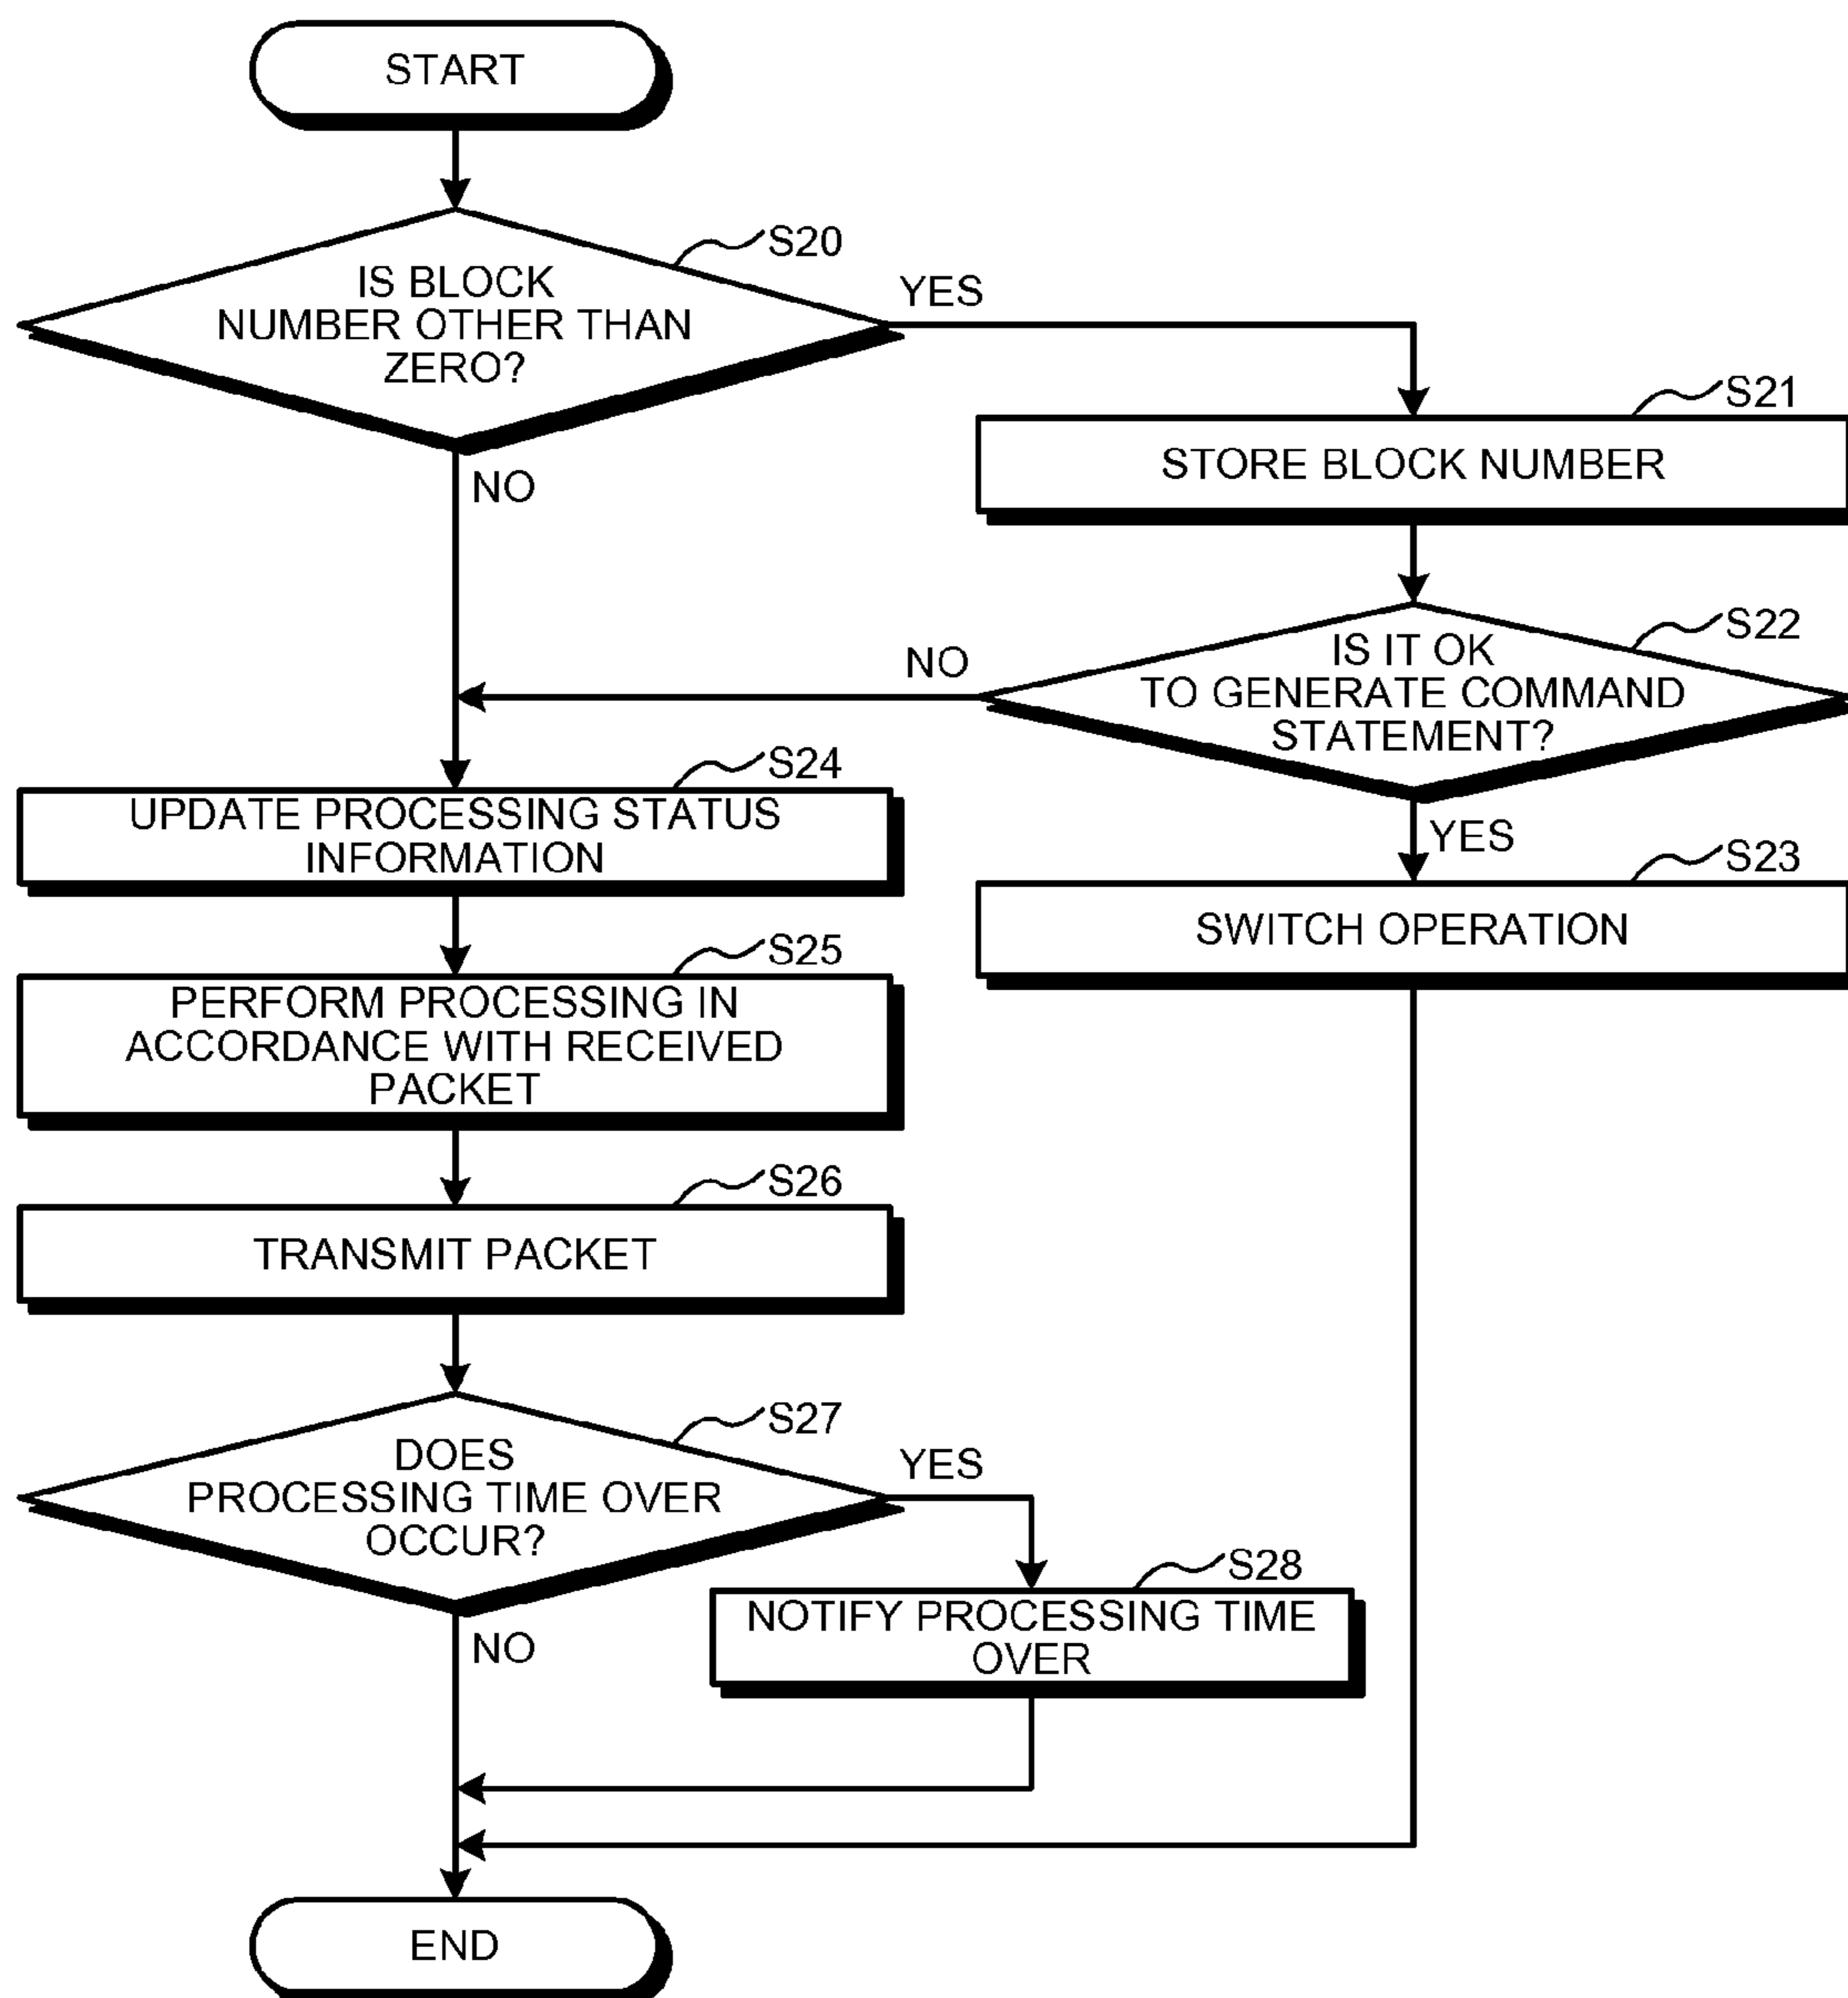 START
S20
IS BLOCK
NUMBER OTHER THAN
ZERO?
YES
NO
S21
STORE BLOCK NUMBER
S22
IS IT OK
TO GENERATE COMMAND
STATEMENT?
NO
YES
S23
SWITCH OPERATION
S24
UPDATE PROCESSING STATUS
INFORMATION
S25
PERFORM PROCESSING IN
ACCORDANCE WITH RECEIVED
PACKET
S26
TRANSMIT PACKET
S27
DOES
PROCESSING TIME OVER
OCCUR?
YES
NO
S28
NOTIFY PROCESSING TIME
OVER
END